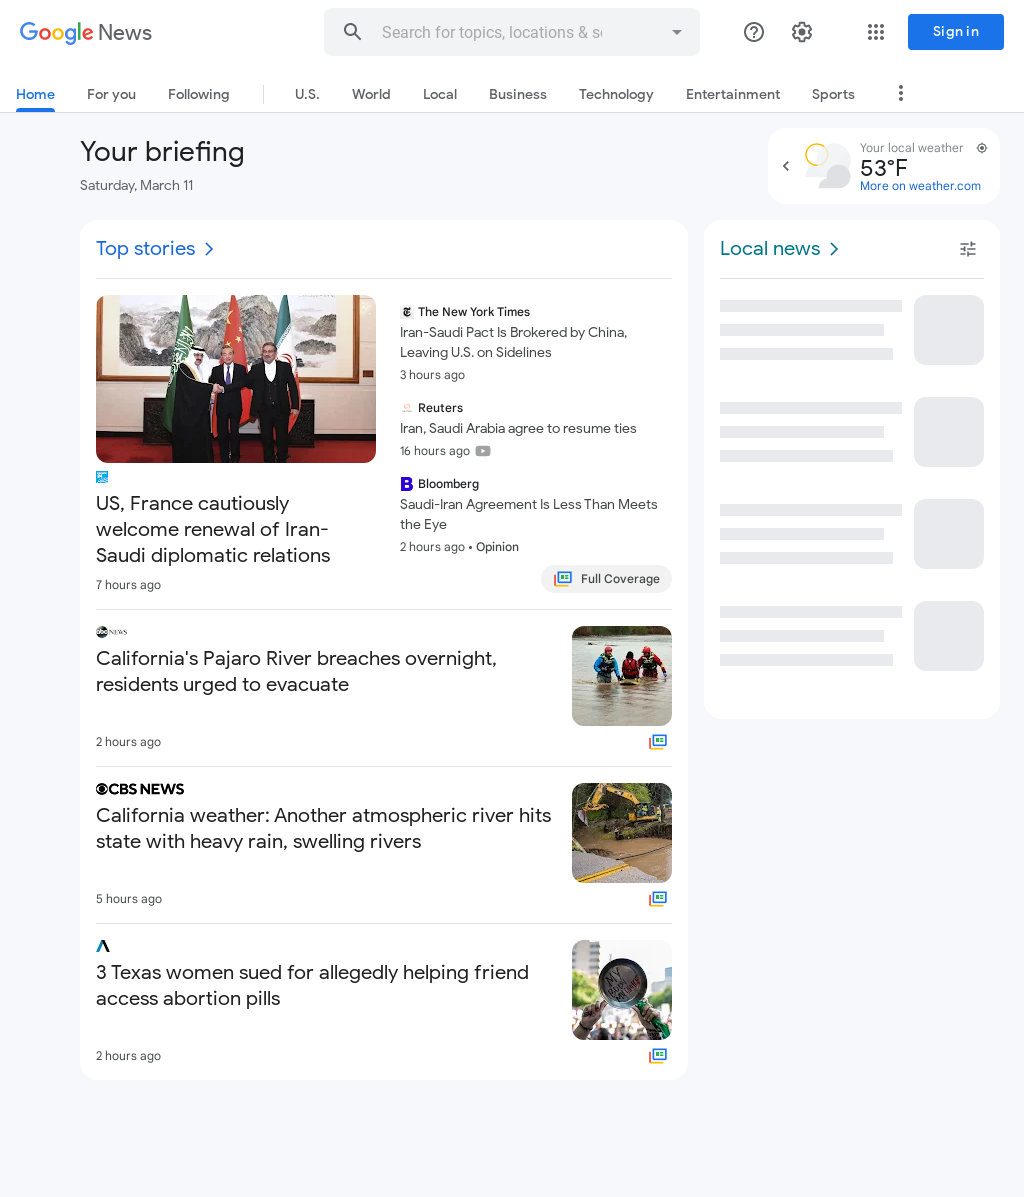 Google News
Search for topics, locations & so
Sign in
Home
For you
Following
U.S.
World
Local
Business
Technology
Entertainment
Sports
Your briefing
Saturday, March 11
Your local weather
53°F
More on weather.com
Top stories
Local news
The New York Times
Iran-Saudi Pact Is Brokered by China,
Leaving U.S. on Sidelines
3 hours ago
Reuters
Iran, Saudi Arabia agree to resume ties
16 hours ago
Bloomberg
Saudi-Iran Agreement Is Less Than Meets
the Eye
2 hours ago • Opinion
Full Coverage
US, France cautiously
welcome renewal of Iran-
Saudi diplomatic relations
7 hours ago
abc NEWS
California's Pajaro River breaches overnight,
residents urged to evacuate
2 hours ago
CBS NEWS
California weather: Another atmospheric river hits
state with heavy rain, swelling rivers
5 hours ago
3 Texas women sued for allegedly helping friend
access abortion pills
2 hours ago
MY